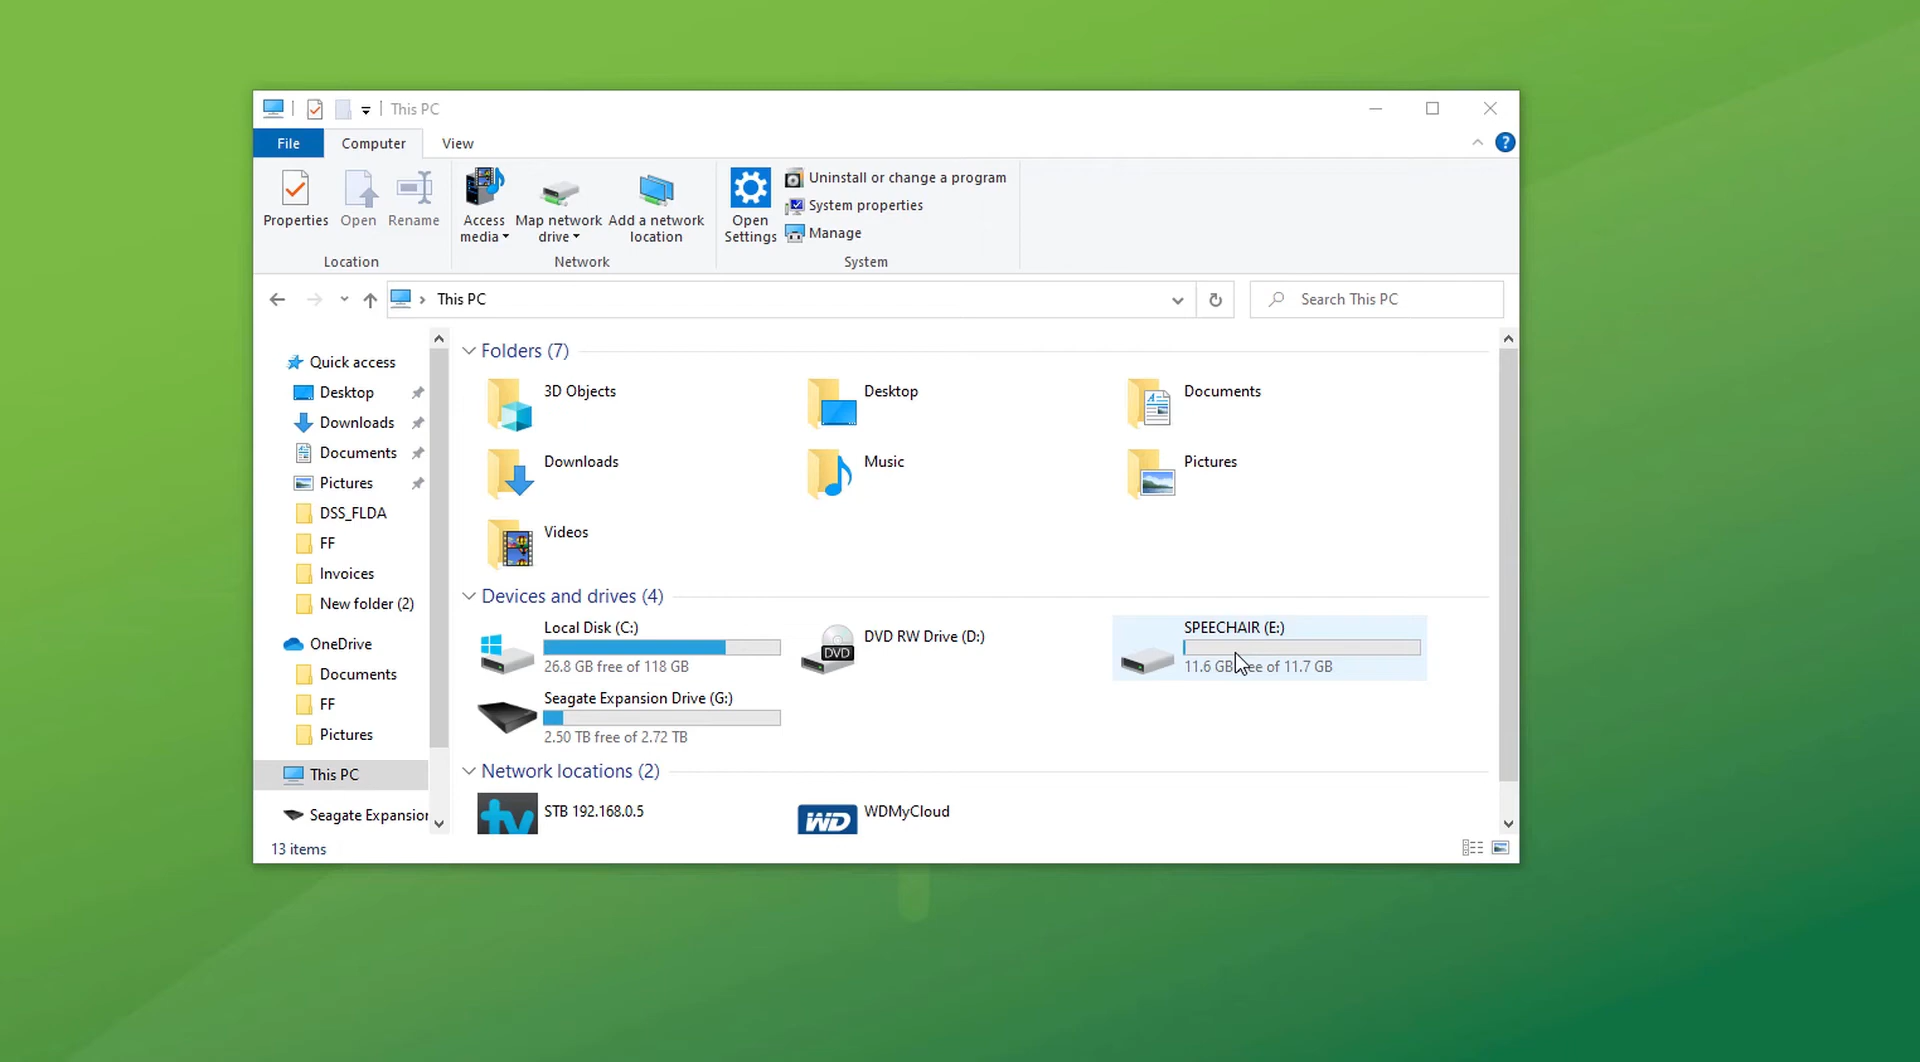 This PC
File Computer View
?
Properties Open Rename
Access media Map network drive Add a network location
Open Settings
Uninstall or change a program
System properties
Manage
Location Network System
This PC
Search This PC
Quick access
Desktop
Downloads
Documents
Pictures
DSS_FLDA
FF
Invoices
New folder (2)
OneDrive
Documents
FF
Pictures
This PC
Seagate Expansion
Folders (7)
3D Objects Desktop Documents
Downloads Music Pictures
Videos
Devices and drives (4)
Local Disk (C:)
26.8 GB free of 118 GB
DVD
DVD RW Drive (D:)
SPEECHAIR (E:)
11.6 GB free of 11.7 GB
Seagate Expansion Drive (G:)
2.50 TB free of 2.72 TB
Network locations (2)
tv
STB 192.168.0.5
WD
WDMyCloud
13 items